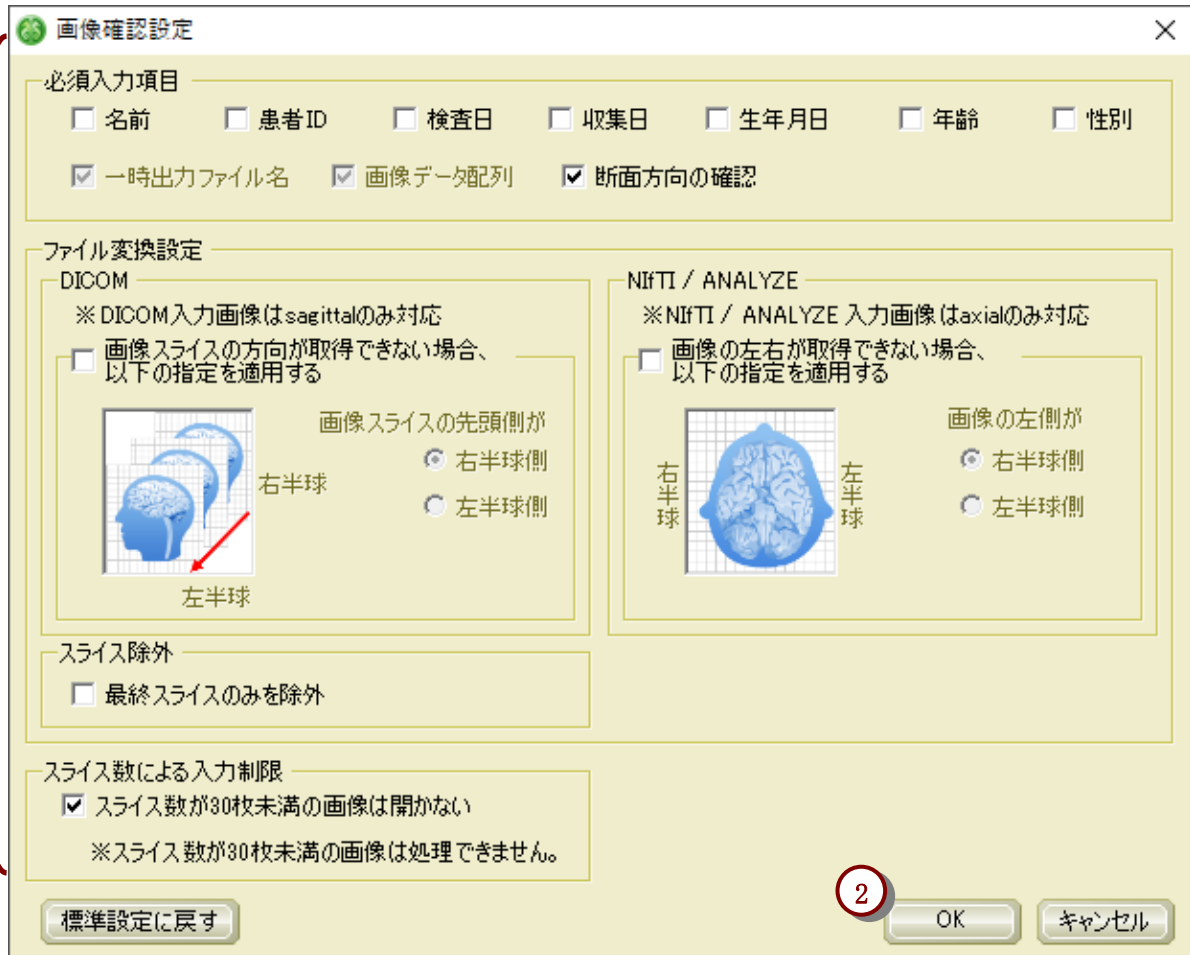 画像確認設定
必須入力項目
名前 患者ID 検査日 収集日 生年月日 年齢 性別
一時出力ファイル名 画像データ配列 断面方向の確認
ファイル変換設定
DICOM
※DICOM入力画像はsagittalのみ対応
画像スライスの方向が取得できない場合、
以下の指定を適用する
画像スライスの先頭側が
右半球側
左半球側
右半球
左半球
NIfTI / ANALYZE
※NIfTI / ANALYZE 入力画像はaxialのみ対応
画像の左右が取得できない場合、
以下の指定を適用する
画像の左側が
右半球側
左半球側
右半球
左半球
スライス除外
最終スライスのみを除外
スライス数による入力制限
スライス数が30枚未満の画像は開かない
※スライス数が30枚未満の画像は処理できません。
2
標準設定に戻す OK キャンセル